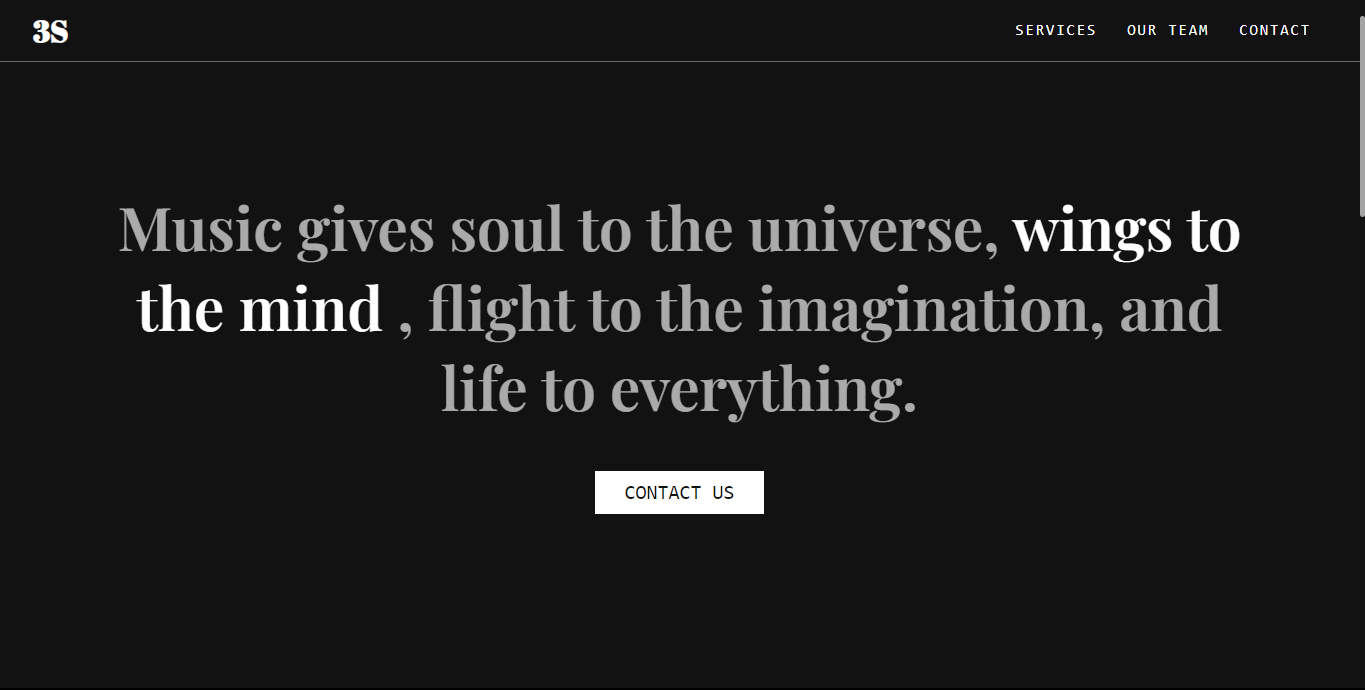 3S
SERVICES OUR TEAM CONTACT
Music gives soul to the universe, wings to
the mind , flight to the imagination, and
life to everything.
CONTACT US